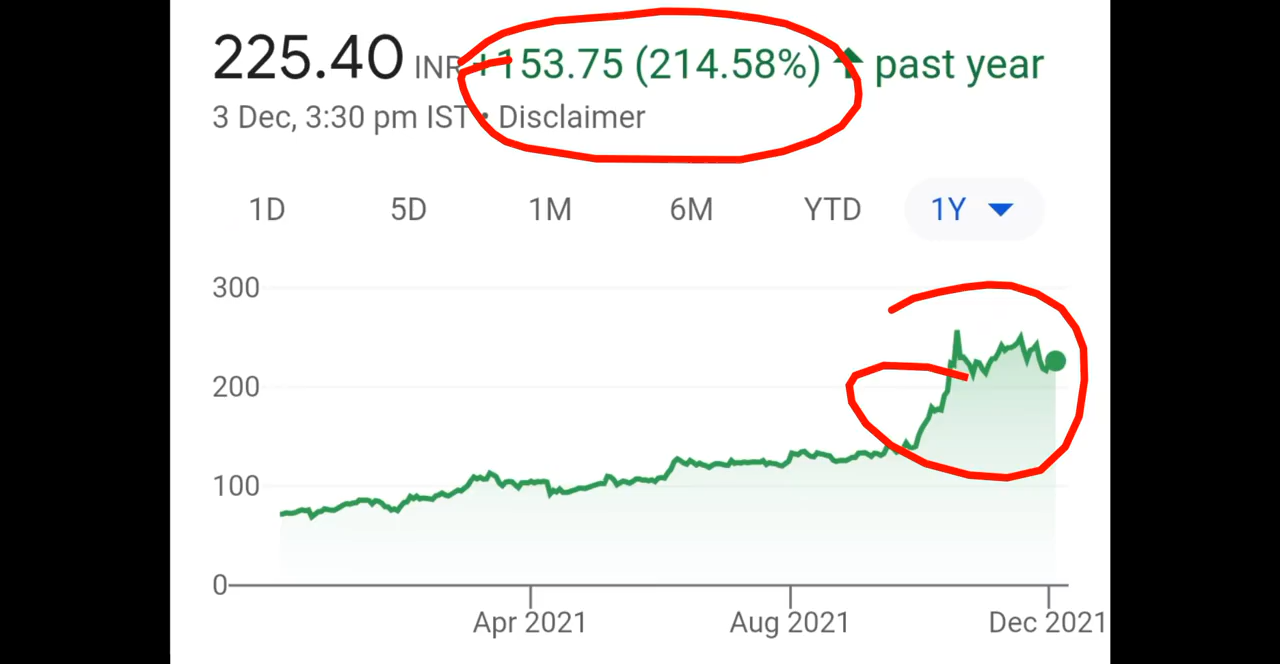 225.40 INR +153.75 (214.58%) ↑ past year
3 Dec, 3:30 pm IST • Disclaimer
1D 5D 1M 6M YTD 1Y
300
200
100
0
Apr 2021 Aug 2021 Dec 2021